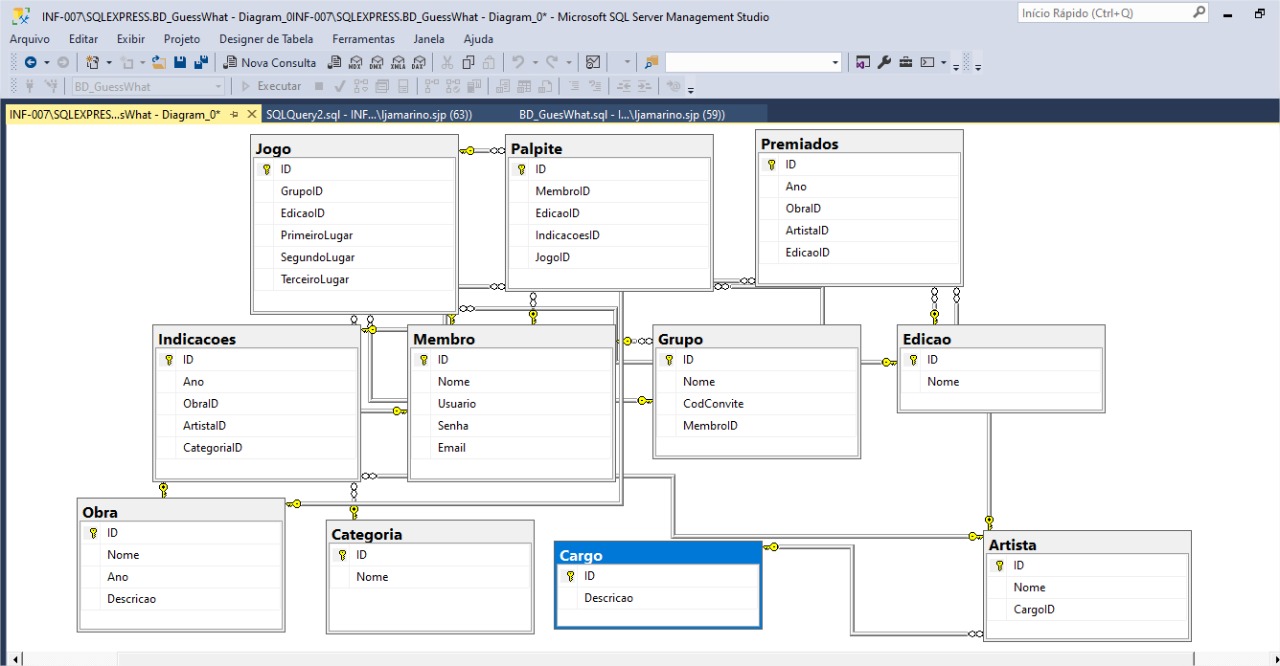 INF-007\SQLEXPRESS.BD_GuessWhat - Diagram_0INF-007\SQLEXPRESS.BD_GuessWhat - Diagram_0* - Microsoft SQL Server Management Studio
Início Rápido (Ctrl+Q)
Arquivo Editar Exibir Projeto Designer de Tabela Ferramentas Janela Ajuda
Nova Consulta MDX DMX XMLA DAX
BD_GuessWhat Executar
INF-007\SQLEXPRES...sWhat - Diagram_0* SQLQuery2.sql - INF...\ljamarino.sjp (63)) BD_GuesWhat.sql - I...\ljamarino.sjp (59))
Jogo
ID
GrupoID
EdicaoID
PrimeiroLugar
SegundoLugar
TerceiroLugar
Palpite
ID
MembroID
EdicaoID
IndicacoesID
JogoID
Premiados
ID
Ano
ObraID
ArtistaID
EdicaoID
Indicacoes
ID
Ano
ObraID
ArtistaID
CategoriaID
Membro
ID
Nome
Usuario
Senha
Email
Grupo
ID
Nome
CodConvite
MembroID
Edicao
ID
Nome
Obra
ID
Nome
Ano
Descricao
Categoria
ID
Nome
Cargo
ID
Descricao
Artista
ID
Nome
CargoID